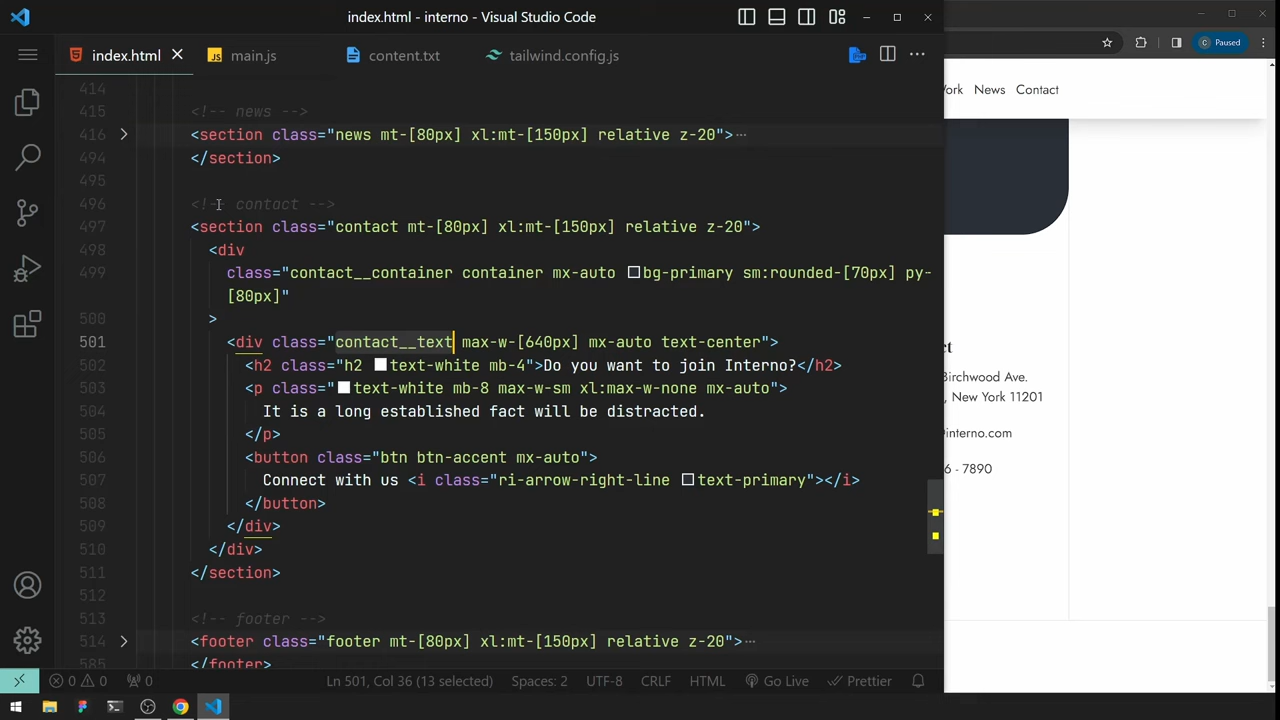 index.html - interno - Visual Studio Code
index.html
main.js
content.txt
tailwind.config.js
414
415 <!-- news -->
416 <section class="news mt-[80px] xl:mt-[150px] relative z-20">···
494 </section>
495
496 <!-- contact -->
497 <section class="contact mt-[80px] xl:mt-[150px] relative z-20">
498 <div
499 class="contact__container container mx-auto bg-primary sm:rounded-[70px] py-
[80px]"
500 >
501 <div class="contact__text max-w-[640px] mx-auto text-center">
502 <h2 class="h2 text-white mb-4">Do you want to join Interno?</h2>
503 <p class="text-white mb-8 max-w-sm xl:max-w-none mx-auto">
504 It is a long established fact will be distracted.
505 </p>
506 <button class="btn btn-accent mx-auto">
507 Connect with us <i class="ri-arrow-right-line text-primary"></i>
508 </button>
509 </div>
510 </div>
511 </section>
512
513 <!-- footer -->
514 <footer class="footer mt-[80px] xl:mt-[150px] relative z-20">···
585 </footer>
0 0 0
Ln 501, Col 36 (13 selected)
Spaces: 2
UTF-8
CRLF
HTML
Go Live
Prettier
C Paused
ork News Contact
ct
Birchwood Ave.
, New York 11201
@interno.com
6 - 7890